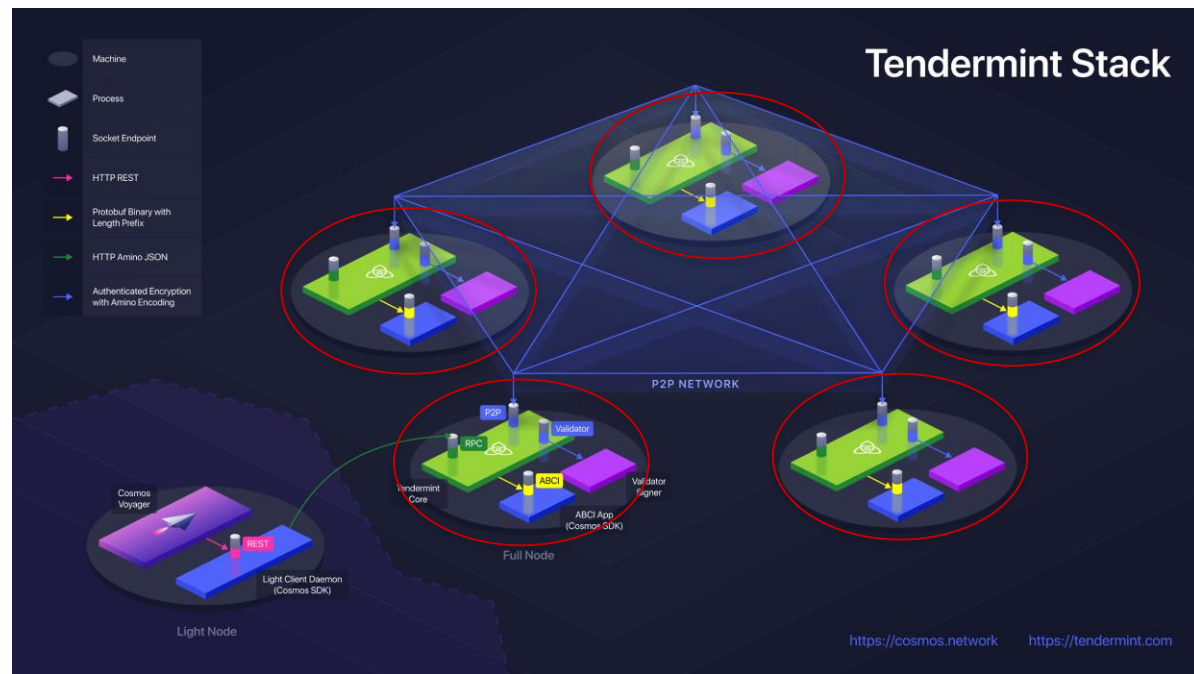 Tendermint Stack
Machine
Process
Socket Endpoint
HTTP REST
Protobuf Binary with
Length Prefix
HTTP Amino JSON
Authenticated Encryption
with Amino Encoding
P2P NETWORK
P2P
Validator
RPC
ABCI
Tendermint
Core
Validator
Signer
ABCI App
(Cosmos SDK)
Full Node
Cosmos
Voyager
REST
Light Client Daemon
(Cosmos SDK)
Light Node
https://cosmos.network
https://tendermint.com